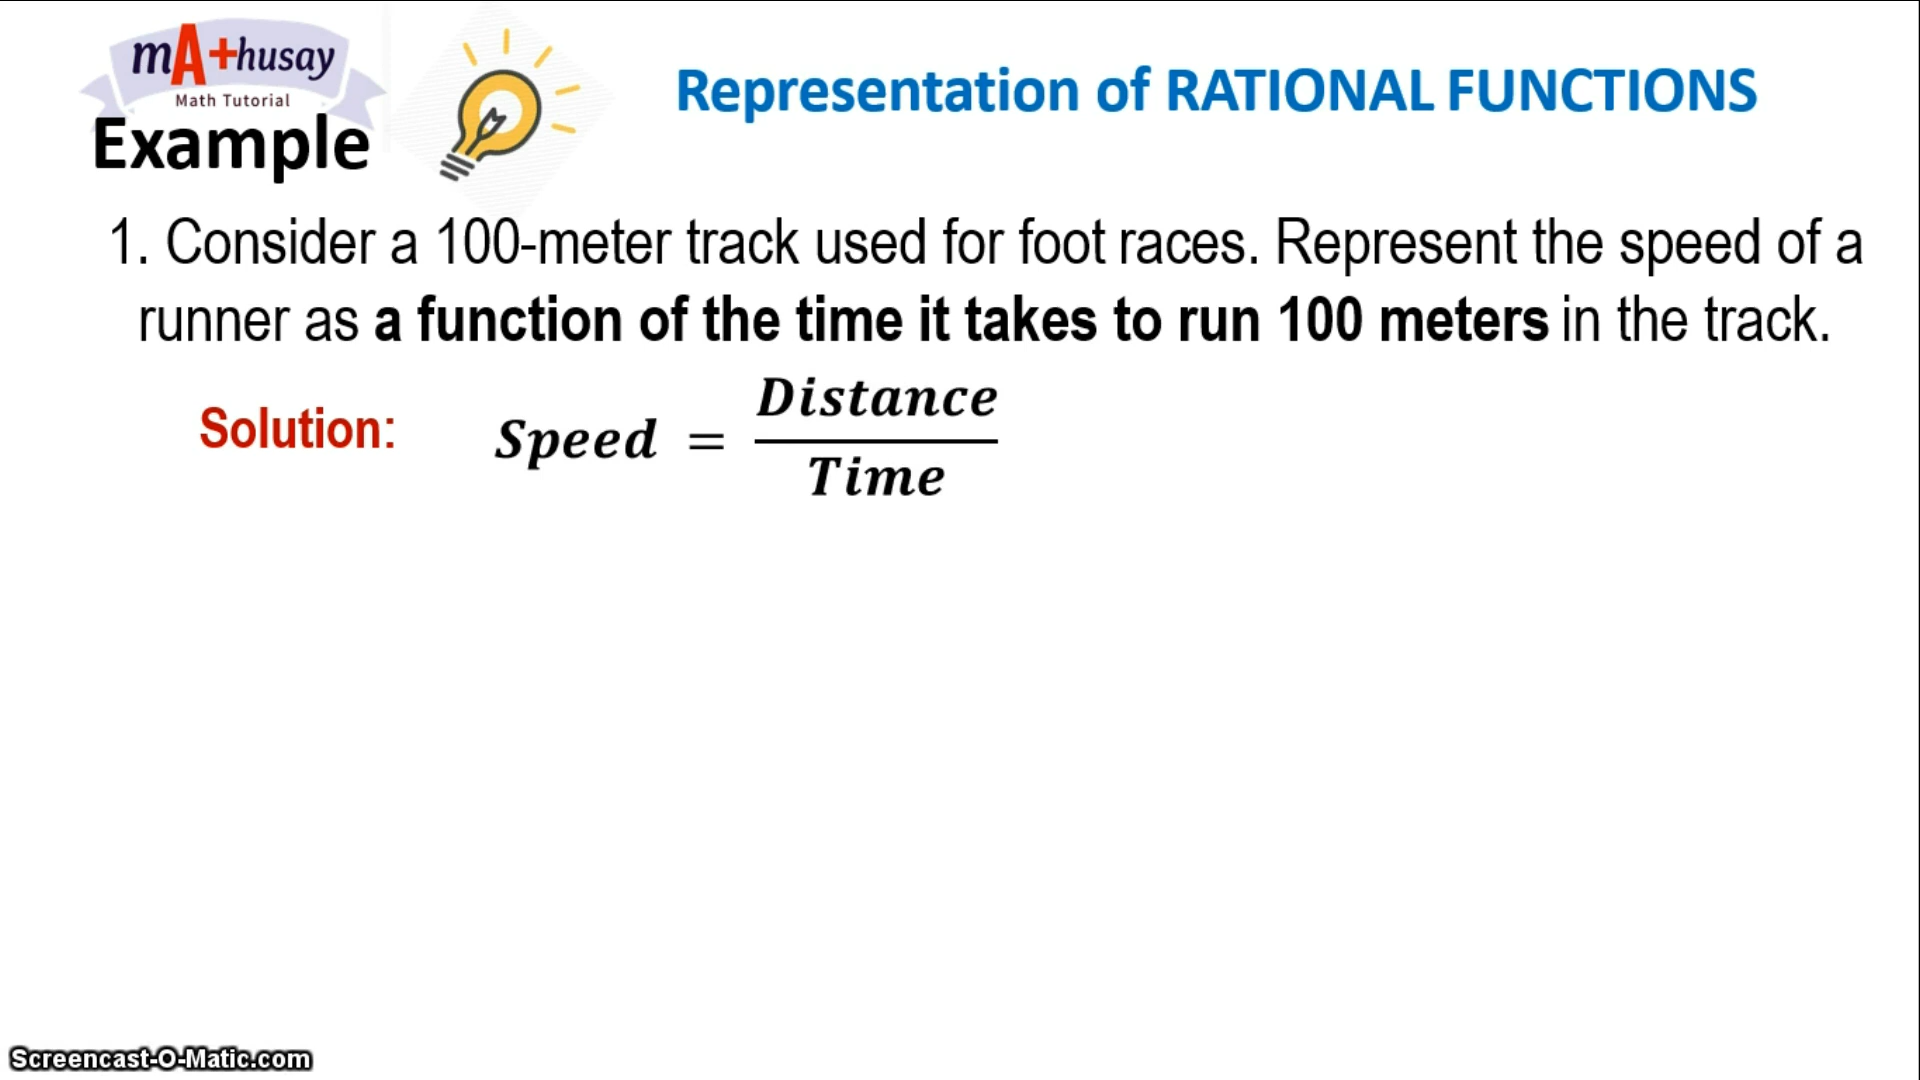 mA+husay
Math Tutorial
Example
Representation of RATIONAL FUNCTIONS
1. Consider a 100-meter track used for foot races. Represent the speed of a
runner as a function of the time it takes to run 100 meters in the track.
Solution:
Speed = Distance
Time
Screencast-O-Matic.com